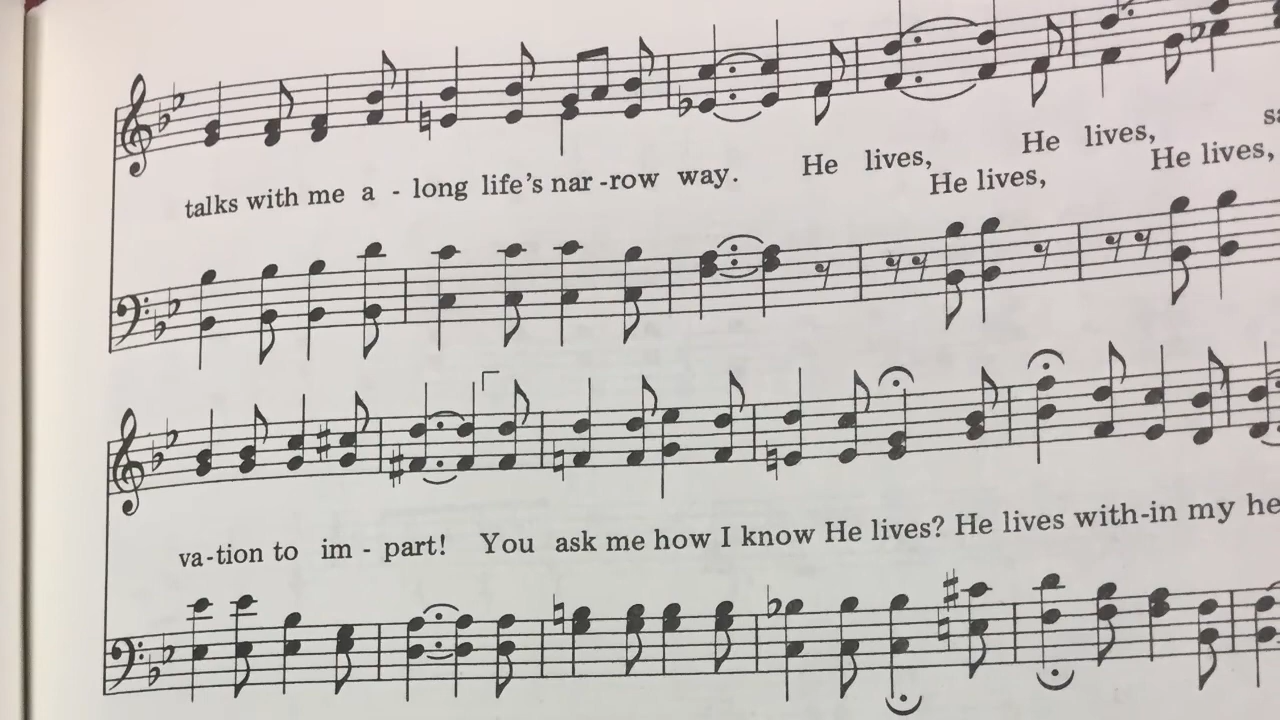 talks with me a - long life's nar - row way. He lives, He lives,
He lives, He lives,
va - tion to im - part! You ask me how I know He lives? He lives with-in my